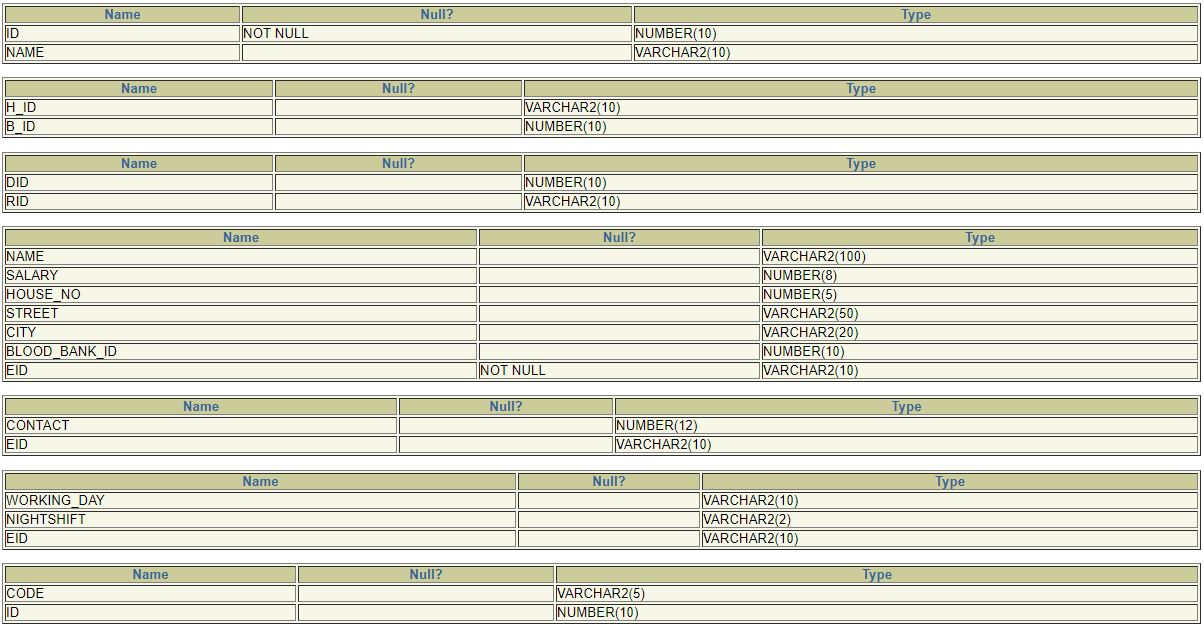 Name Null? Type
ID NOT NULL NUMBER(10)
NAME VARCHAR2(10)
Name Null? Type
H_ID VARCHAR2(10)
B_ID NUMBER(10)
Name Null? Type
DID NUMBER(10)
RID VARCHAR2(10)
Name Null? Type
NAME VARCHAR2(100)
SALARY NUMBER(8)
HOUSE_NO NUMBER(5)
STREET VARCHAR2(50)
CITY VARCHAR2(20)
BLOOD_BANK_ID NUMBER(10)
EID NOT NULL VARCHAR2(10)
Name Null? Type
CONTACT NUMBER(12)
EID VARCHAR2(10)
Name Null? Type
WORKING_DAY VARCHAR2(10)
NIGHTSHIFT VARCHAR2(2)
EID VARCHAR2(10)
Name Null? Type
CODE VARCHAR2(5)
ID NUMBER(10)